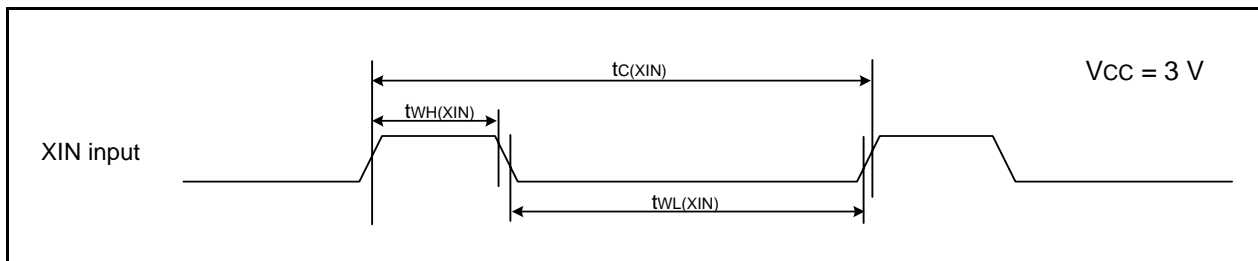 tC(XIN)
VCC = 3 V
tWH(XIN)
XIN input
tWL(XIN)